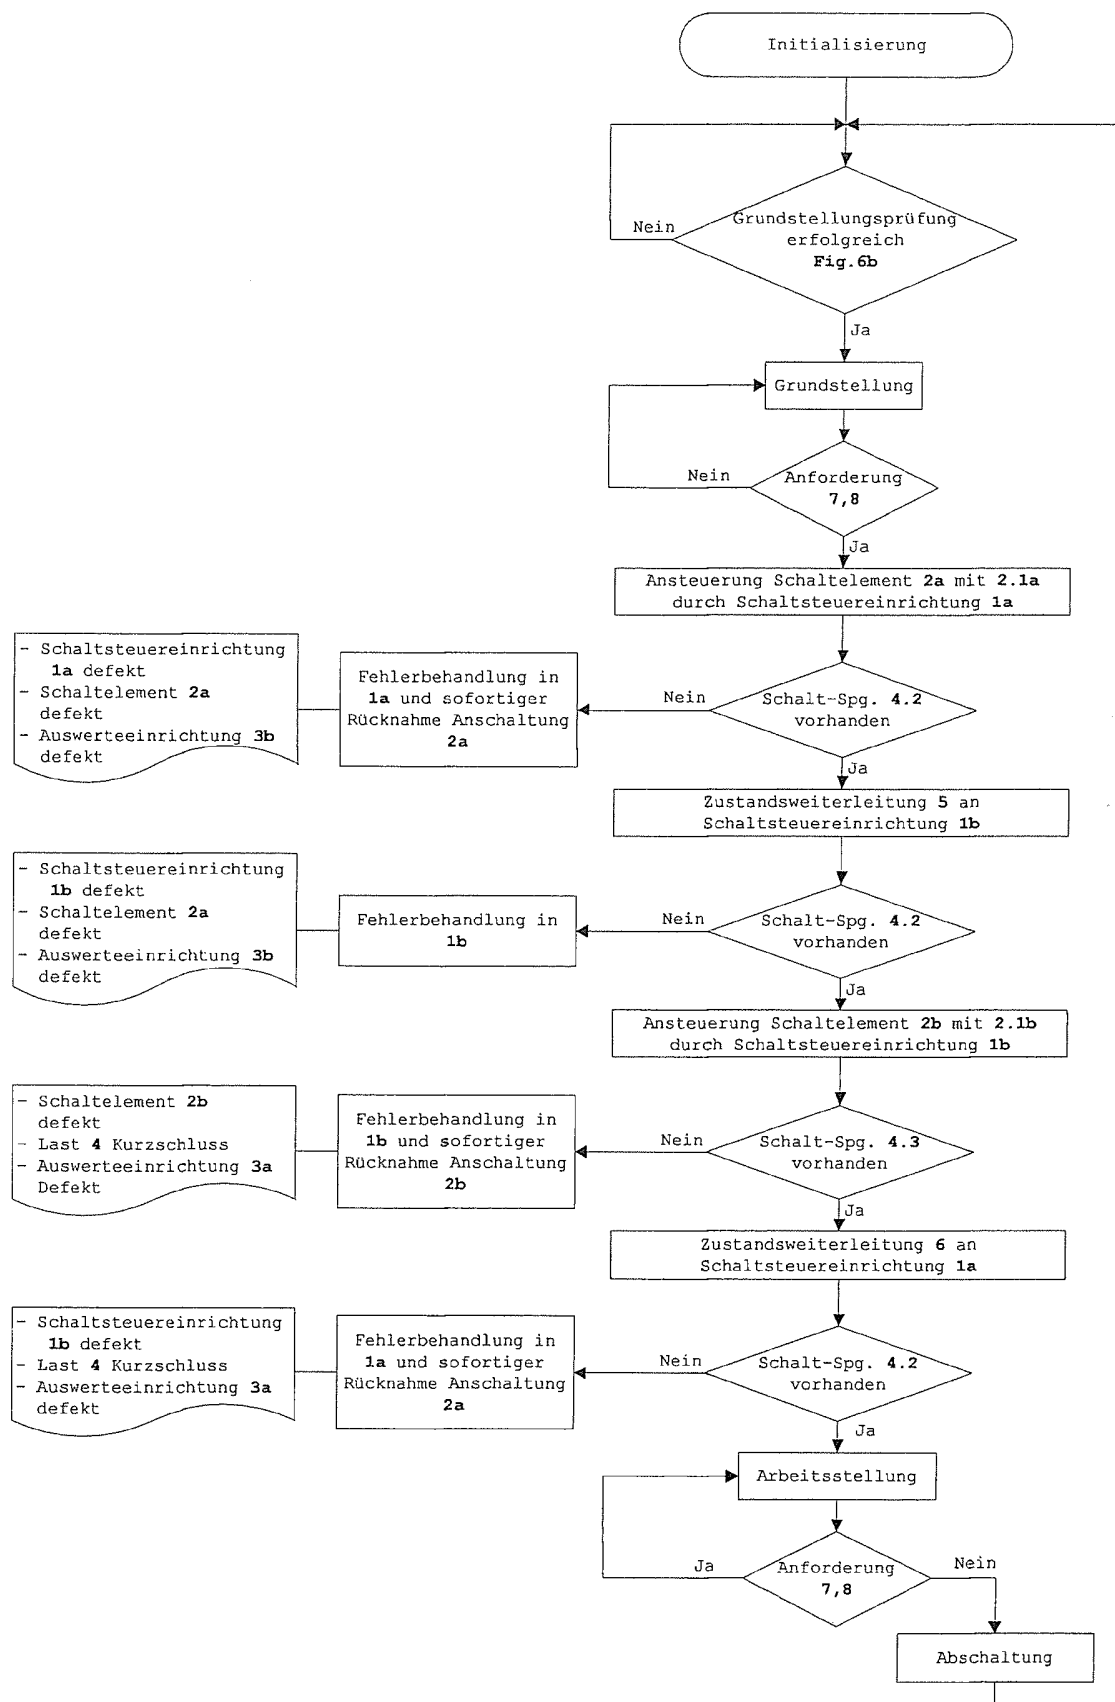 Initialisierung
Nein
Grundstellungsprüfung
erfolgreich
Fig.6b
Ja
Grundstellung
Nein
Anforderung
7,8
Ja
Ansteuerung Schaltelement 2a mit 2.1a
durch Schaltsteuereinrichtung 1a
- Schaltsteuereinrichtung
1a defekt
- Schaltelement 2a
defekt
- Auswerteeinrichtung 3b
defekt
Fehlerbehandlung in
1a und sofortiger
Rücknahme Anschaltung
2a
Nein
Schalt-Spg. 4.2
vorhanden
Ja
Zustandsweiterleitung 5 an
Schaltsteuereinrichtung 1b
- Schaltsteuereinrichtung
1b defekt
- Schaltelement 2a
defekt
- Auswerteeinrichtung 3b
defekt
Fehlerbehandlung in
1b
Nein
Schalt-Spg. 4.2
vorhanden
Ja
Ansteuerung Schaltelement 2b mit 2.1b
durch Schaltsteuereinrichtung 1b
- Schaltelement 2b
defekt
- Last 4 Kurzschluss
- Auswerteeinrichtung 3a
Defekt
Fehlerbehandlung in
1b und sofortiger
Rücknahme Anschaltung
2b
Nein
Schalt-Spg. 4.3
vorhanden
Ja
Zustandsweiterleitung 6 an
Schaltsteuereinrichtung 1a
- Schaltsteuereinrichtung
1b defekt
- Last 4 Kurzschluss
- Auswerteeinrichtung 3a
defekt
Fehlerbehandlung in
1a und sofortiger
Rücknahme Anschaltung
2a
Nein
Schalt-Spg. 4.2
vorhanden
Ja
Arbeitsstellung
Ja
Anforderung
7,8
Nein
Abschaltung